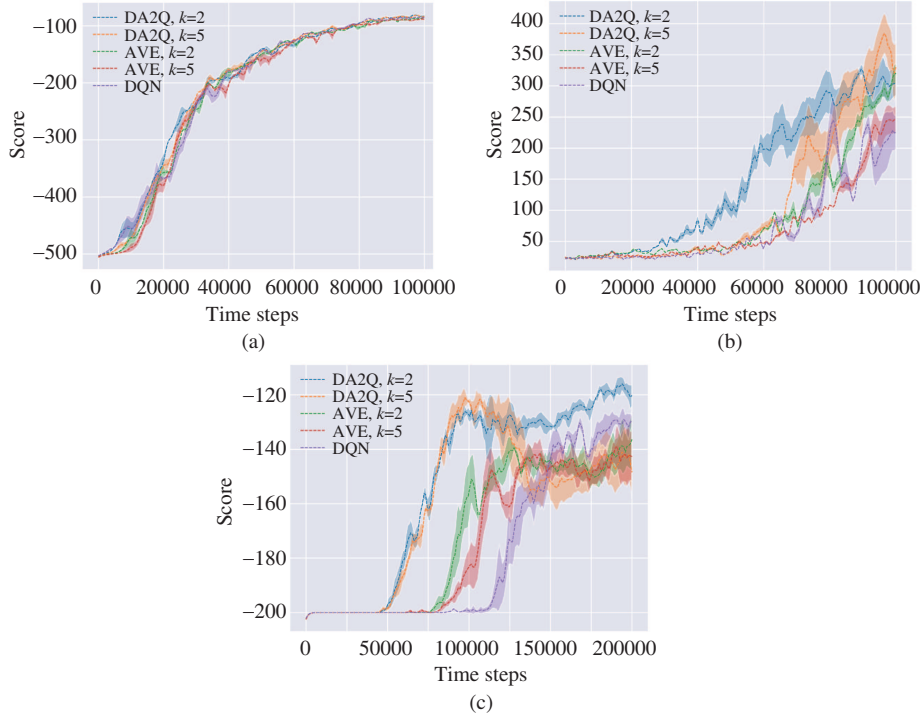 DA2Q, k=2
DA2Q, k=5
AVE, k=2
AVE, k=5
DQN
−100
−200
−300
−400
−500
Score
0 20000 40000 60000 80000 100000
Time steps
(a)
DA2Q, k=2
DA2Q, k=5
AVE, k=2
AVE, k=5
DQN
400
350
300
250
200
150
100
50
Score
0 20000 40000 60000 80000 100000
Time steps
(b)
DA2Q, k=2
DA2Q, k=5
AVE, k=2
AVE, k=5
DQN
−120
−140
−160
−180
−200
Score
0 50000 100000 150000 200000
Time steps
(c)